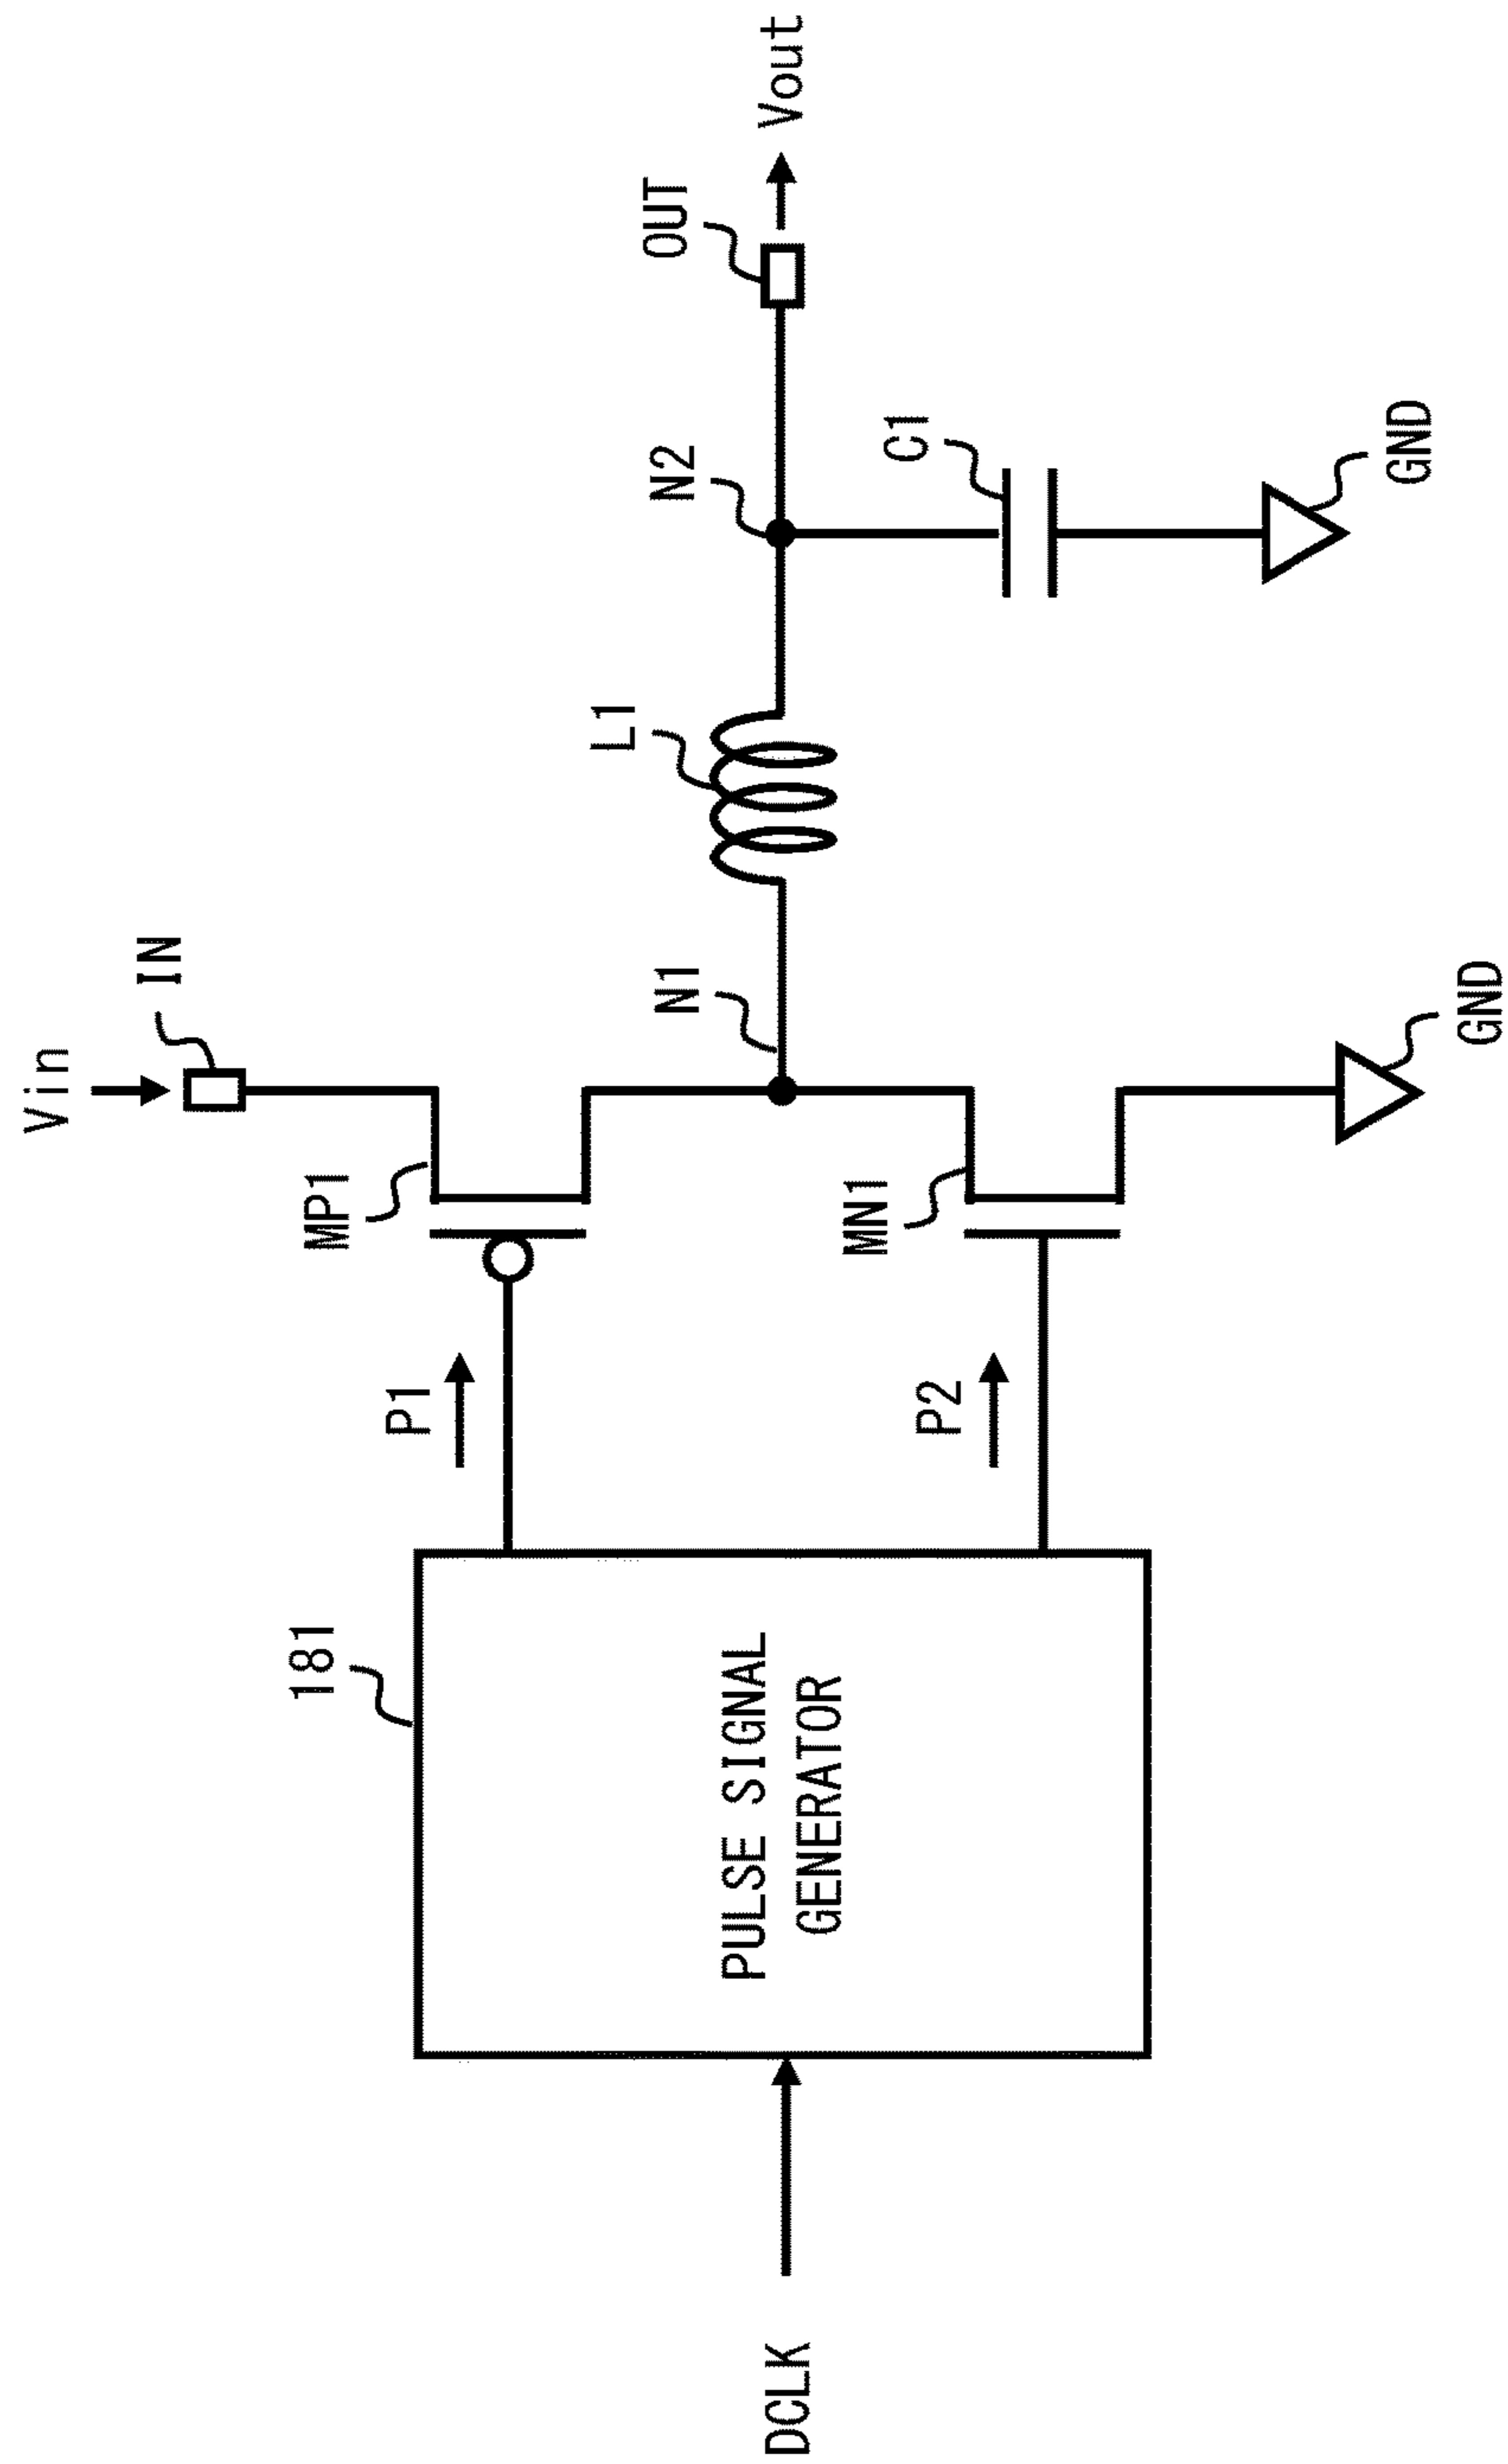 Vin
IN
MP1
P1
181
OUT
Vout
N1
L1
N2
PULSE SIGNAL
GENERATOR
DCLK
MN1
P2
C1
GND
GND